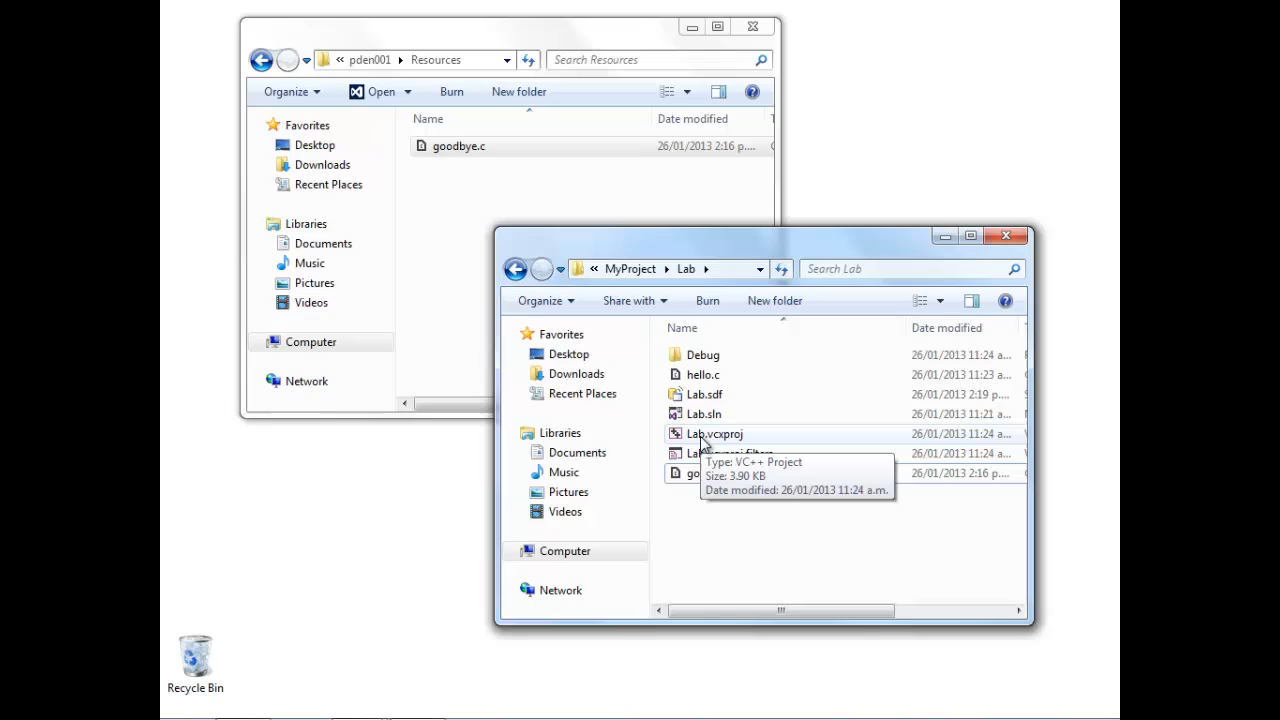 « pden001 Resources
Search Resources
Organize Open Burn New folder
Name Date modified
Favorites
goodbye.c 26/01/2013 2:16 p....
Desktop
Downloads
Recent Places
Libraries
Documents
Music
Pictures
Videos
Computer
Network
« MyProject Lab
Search Lab
Organize Share with Burn New folder
Name Date modified
Favorites
Desktop
Downloads
Recent Places
Libraries
Documents
Music
Pictures
Videos
Computer
Network
Debug 26/01/2013 11:24 a...
hello.c 26/01/2013 11:23 a...
Lab.sdf 26/01/2013 2:19 p....
Lab.sln 26/01/2013 11:21 a...
Lab.vcxproj 26/01/2013 11:24 a...
26/01/2013 11:24 a...
26/01/2013 2:16 p....
Type: VC++ Project
Size: 3.90 KB
Date modified: 26/01/2013 11:24 a.m.
Recycle Bin